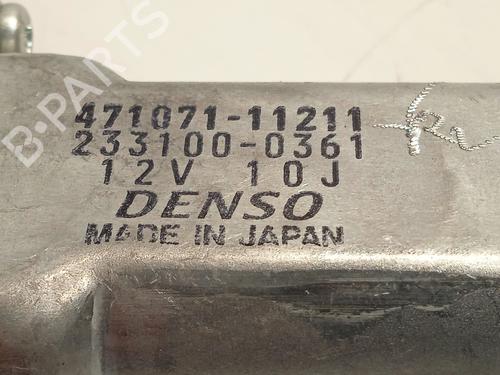 B-PARTS
471071-11211
233100-0361
12V 10J
DENSO
MADE IN JAPAN